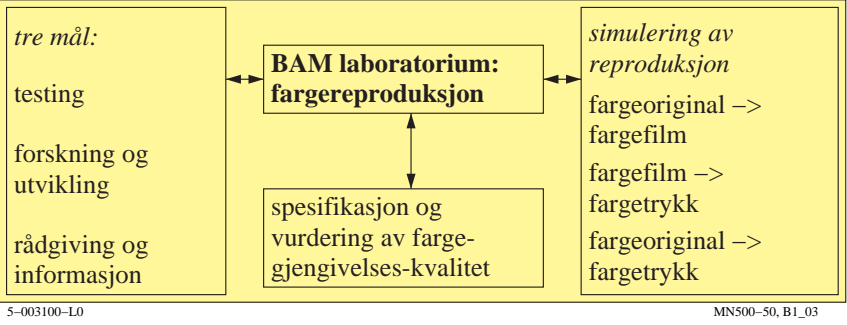 tre mål:
testing
forskning og
utvikling
rådgiving og
informasjon
BAM laboratorium:
fargereproduksjon
spesifikasjon og
vurdering av farge-
gjengivelses-kvalitet
simulering av
reproduksjon
fargeoriginal −>
fargefilm
fargefilm −>
fargetrykk
fargeoriginal −>
fargetrykk
5−003100−L0
MN500−50, B1_03